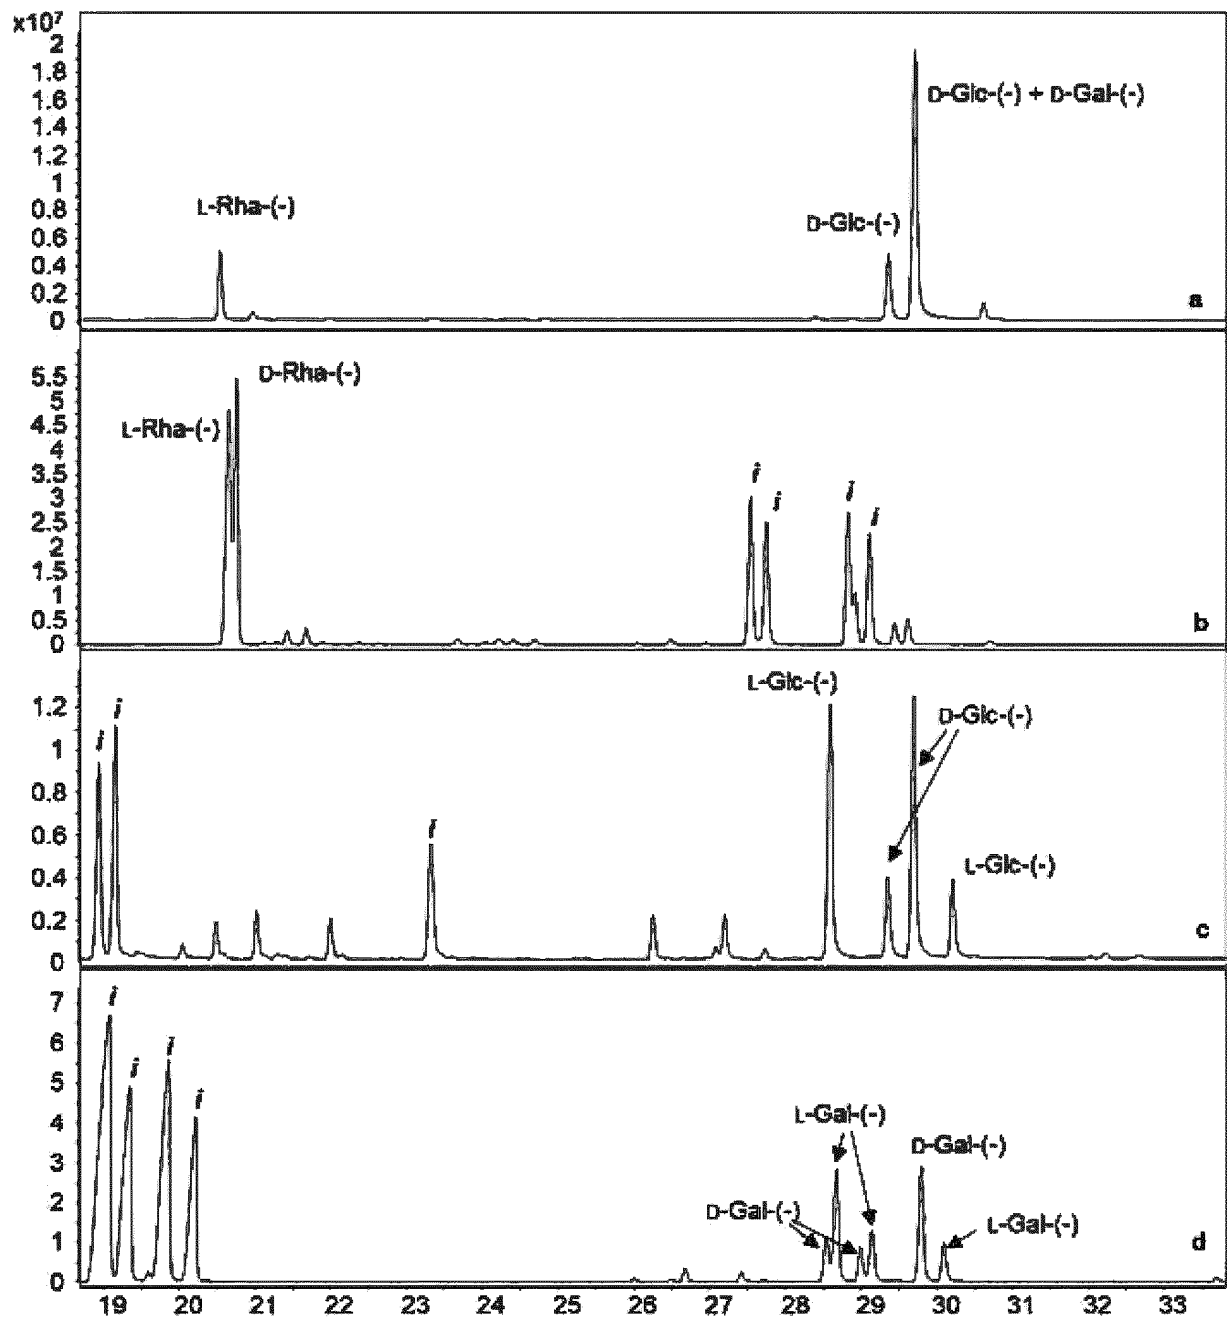 x10⁷
2
1.8
1.6
1.4
1.2
1
0.8
0.6
0.4
0.2
0
L-Rha-(-)
D-Glc-(-)
D-Glc-(-) + D-Gal-(-)
a
5.5
5
4.5
4
3.5
3
2.5
2
1.5
1
0.5
0
L-Rha-(-)
D-Rha-(-)
i
i
i
i
b
1.2
1
0.8
0.6
0.4
0.2
0
i
i
i
L-Glc-(-)
D-Glc-(-)
L-Glc-(-)
c
7
6
5
4
3
2
1
0
i
i
i
i
L-Gal-(-)
D-Gal-(-)
D-Gal-(-)
L-Gal-(-)
d
19 20 21 22 23 24 25 26 27 28 29 30 31 32 33